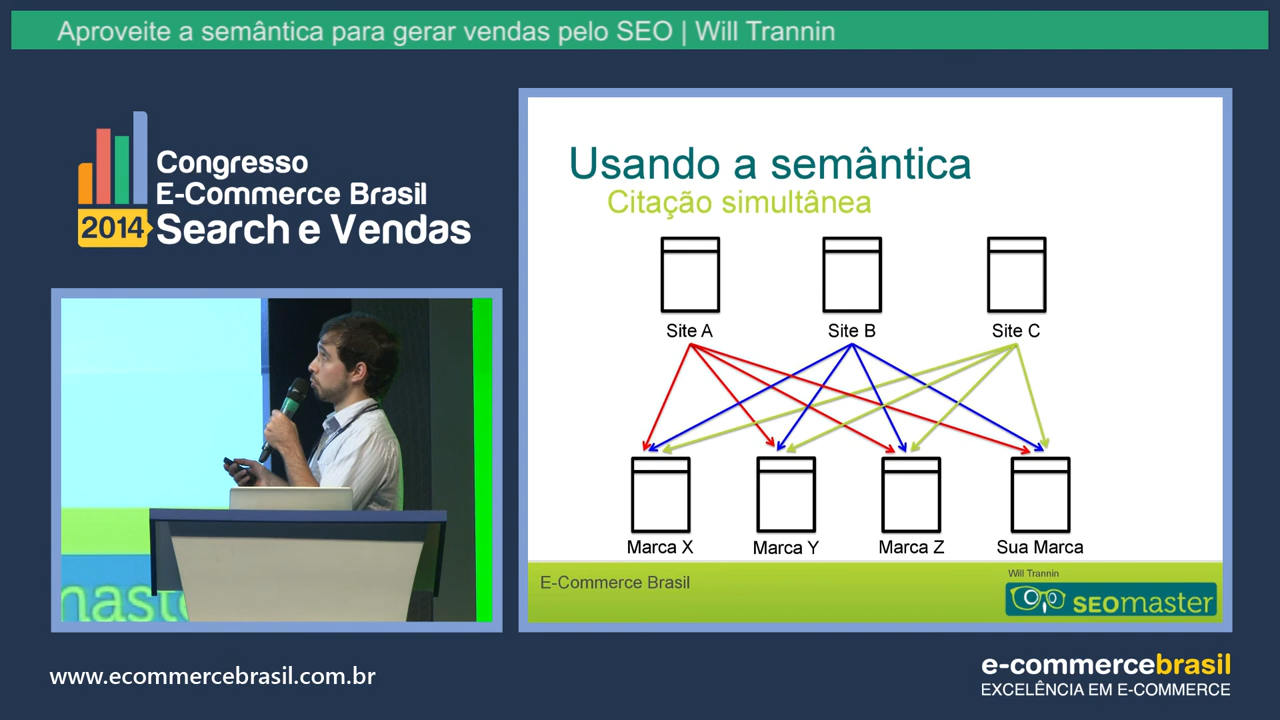 Aproveite a semântica para gerar vendas pelo SEO | Will Trannin
Congresso
E-Commerce Brasil
2014 Search e Vendas
Usando a semântica
Citação simultânea
Site A Site B Site C
Marca X Marca Y Marca Z Sua Marca
E-Commerce Brasil
Will Trannin
SEOmaster
www.ecommercebrasil.com.br
e-commercebrasil
EXCELÊNCIA EM E-COMMERCE